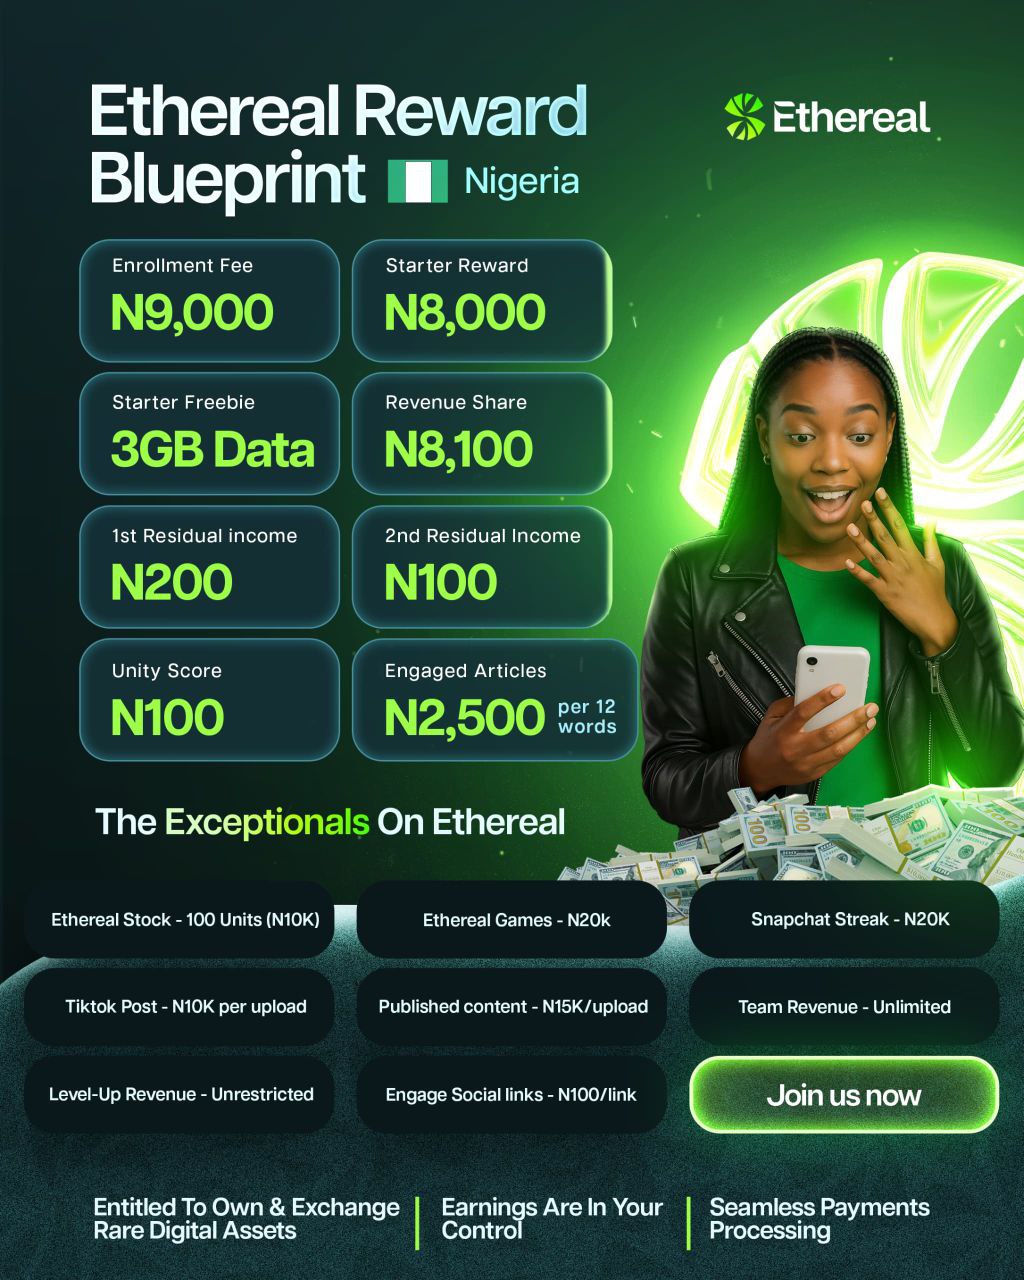 Ethereal Reward
Blueprint
Nigeria
Ethereal
Enrollment Fee
N9,000
Starter Reward
N8,000
Starter Freebie
3GB Data
Revenue Share
N8,100
1st Residual income
N200
2nd Residual Income
N100
Unity Score
N100
Engaged Articles
N2,500
per 12
words
The Exceptionals On Ethereal
Ethereal Stock - 100 Units (N10K)
Ethereal Games - N20k
Snapchat Streak - N20K
Tiktok Post - N10K per upload
Published content - N15K/upload
Team Revenue - Unlimited
Level-Up Revenue - Unrestricted
Engage Social links - N100/link
Join us now
Entitled To Own & Exchange
Rare Digital Assets
Earnings Are In Your
Control
Seamless Payments
Processing